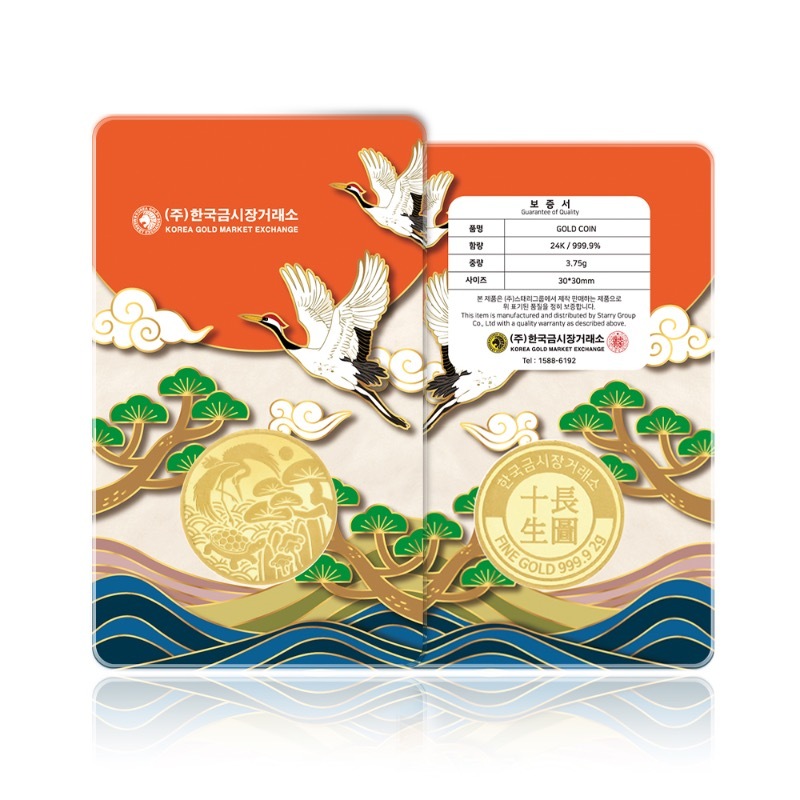 (주)한국금시장거래소
KOREA GOLD MARKET EXCHANGE
보 증 서
Guarantee of Quality
품명 GOLD COIN
함량 24K / 999.9%
중량 3.75g
사이즈 30*30mm
본 제품은 (주)스태리그룹에서 제작 판매하는 제품으로
위 표기된 품질을 청히 보증합니다.
This item is manufactured and distributed by Starry Group
Co., Ltd with a quality warranty as described above.
(주)한국금시장거래소
KOREA GOLD MARKET EXCHANGE
Tel : 1588-6192
한국금시장거래소
十長
生圖
FINE GOLD 999.9 2g